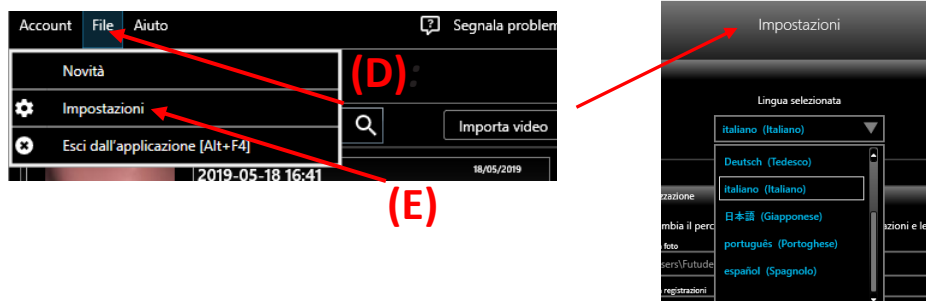 Account File Aiuto
Segnala problem
Novità
Impostazioni
Esci dall'applicazione [Alt+F4]
(D)
:
Importa video
2019-05-18 16:41
18/05/2019
(E)
Impostazioni
Lingua selezionata
italiano (Italiano)
Deutsch (Tedesco)
italiano (Italiano)
日本語 (Giapponese)
português (Portoghese)
español (Spagnolo)
zzazione
mbia il perc
azioni e le
foto
sers\Futude
registrazioni